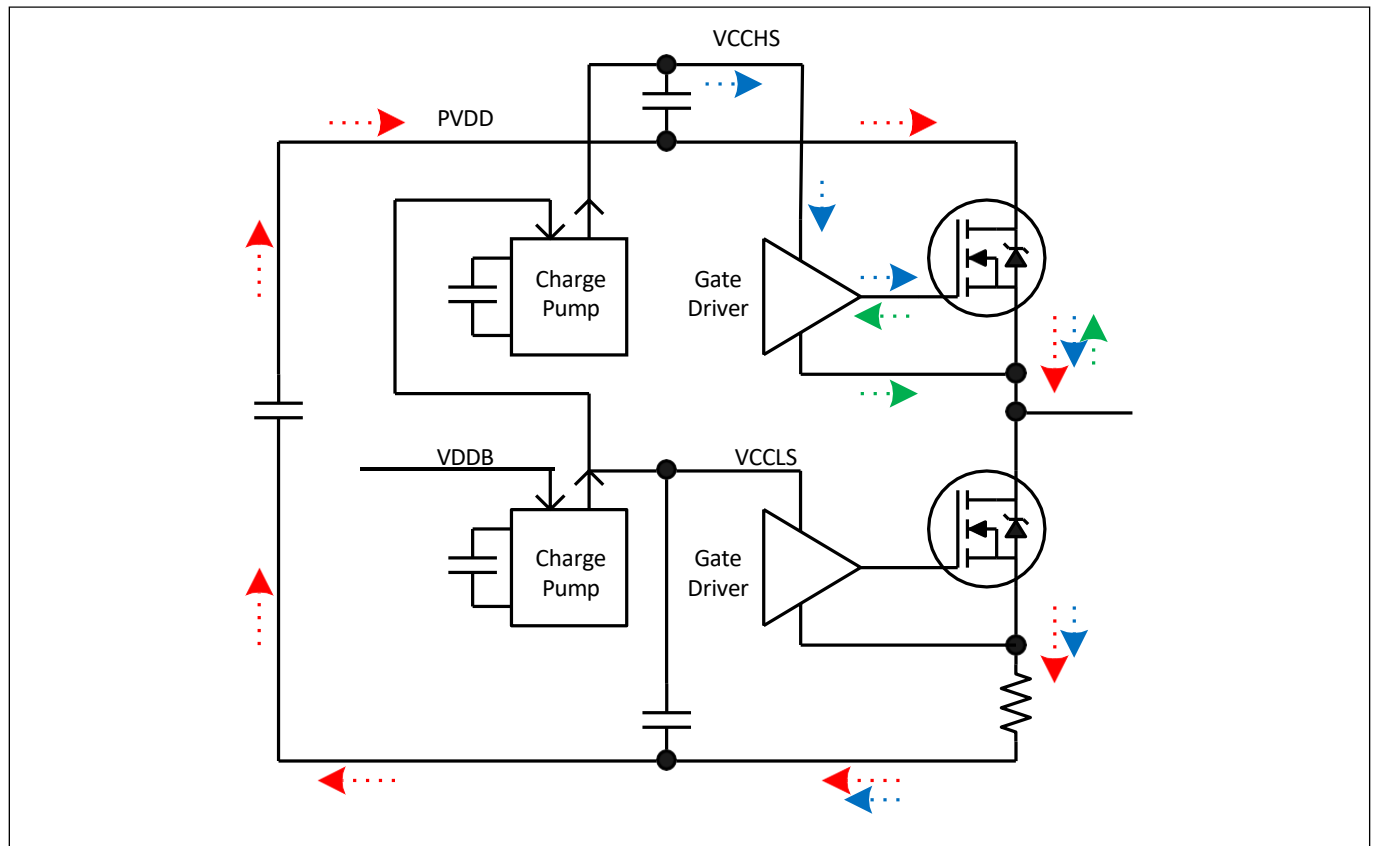 VCCHS
PVDD
Charge
Pump
Gate
Driver
VDDB
VCCLS
Charge
Pump
Gate
Driver